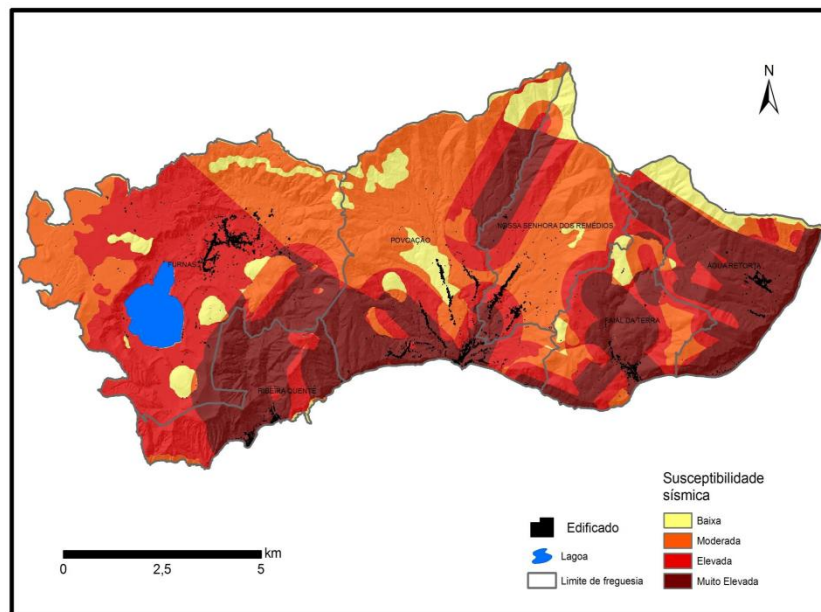 N
POVOAÇÃO
NOSSA SENHORA DOS REMÉDIOS
FURNAS
ÁGUA RETORTA
FAIAL DA TERRA
RIBEIRA QUENTE
Susceptibilidade
sísmica
Baixa
Moderada
Elevada
Muito Elevada
Edificado
Lagoa
Limite de freguesia
km
0 2,5 5